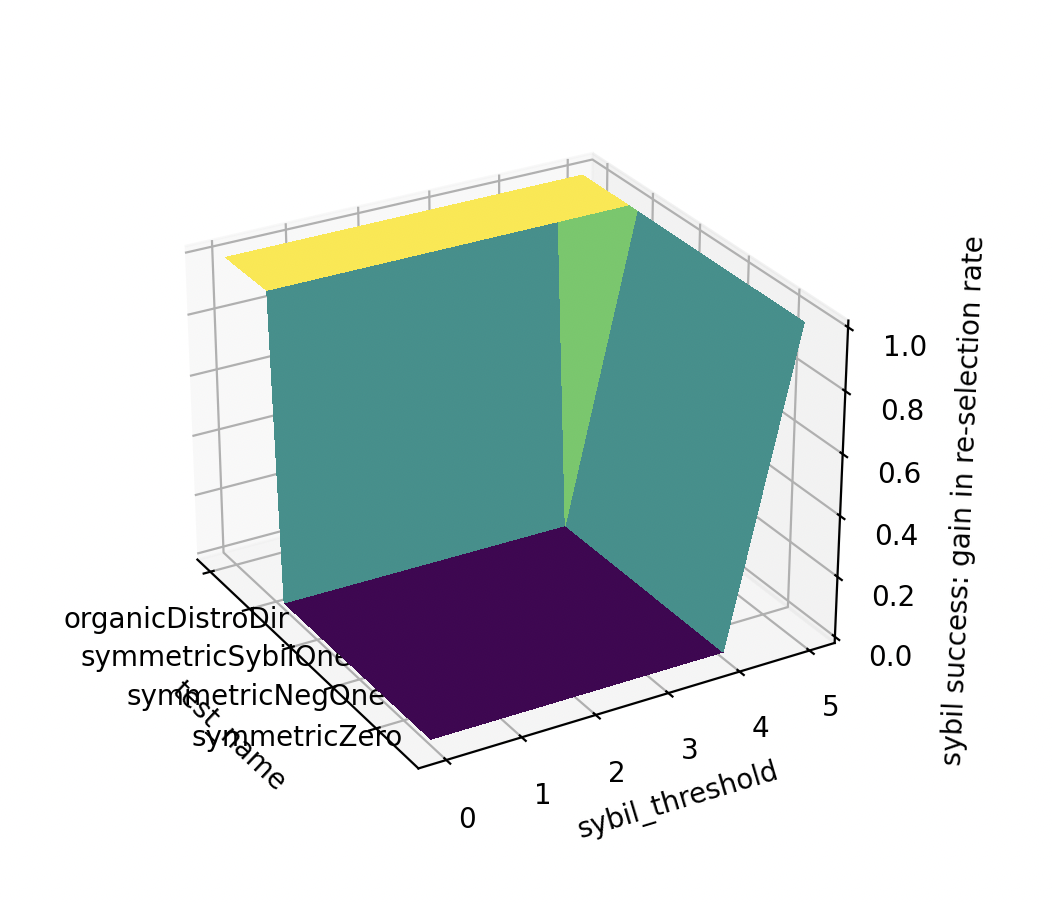 1.0
0.8
0.6
0.4
0.2
0.0
sybil success: gain in re-selection rate
organicDistroDir
symmetricSybilOne
symmetricNegOne
symmetricZero
test_name
0
1
2
3
4
5
sybil_threshold